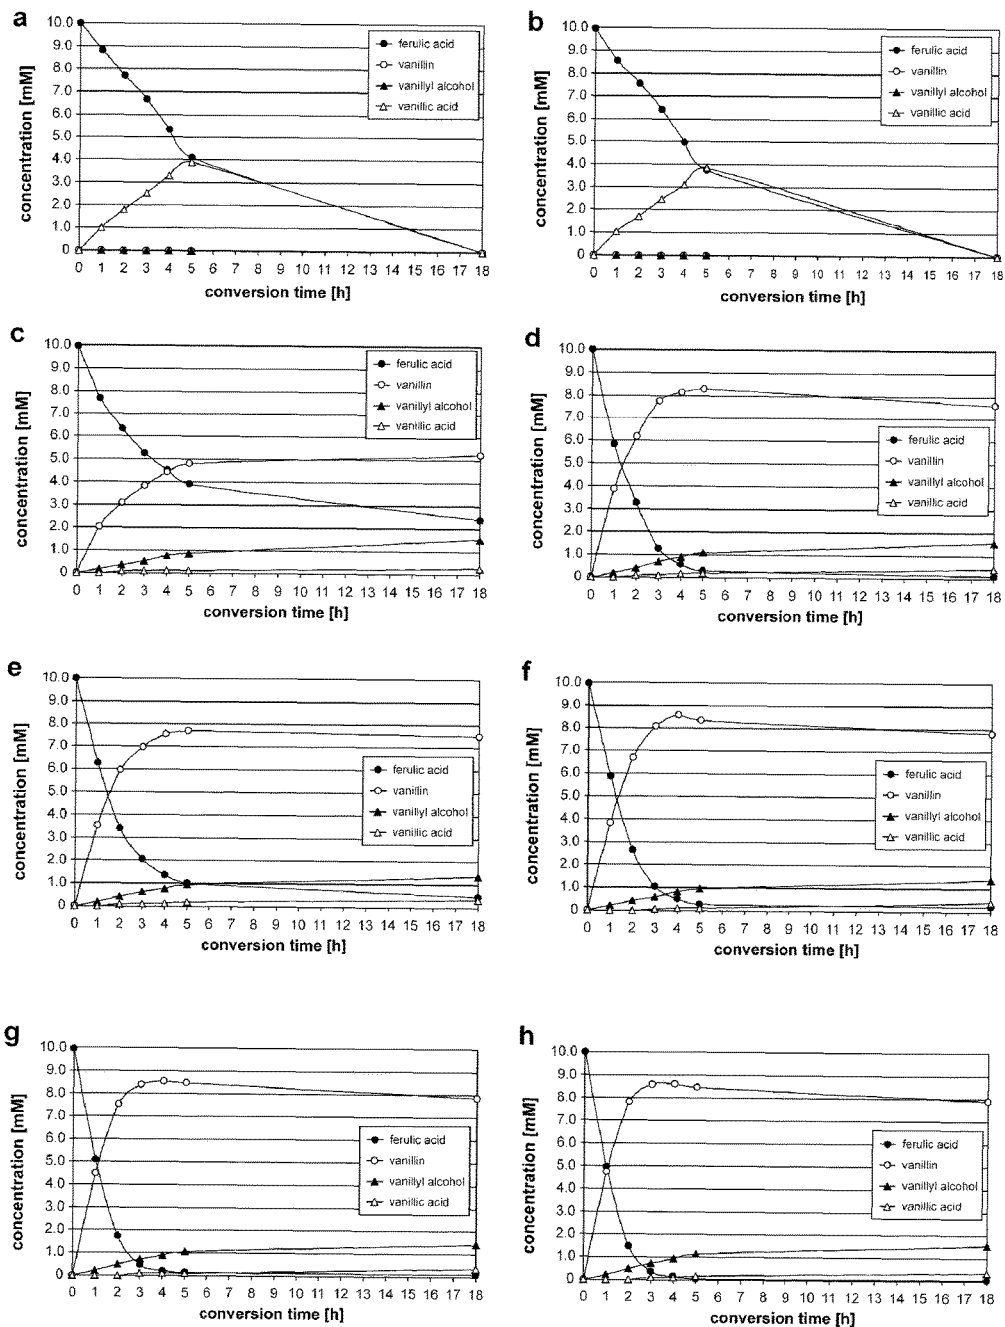 a
10.0
9.0
8.0
7.0
6.0
5.0
4.0
3.0
2.0
1.0
0
concentration [mM]
ferulic acid
vanillin
vanillyl alcohol
vanillic acid
0 1 2 3 4 5 6 7 8 9 10 11 12 13 14 15 16 17 18
conversion time [h]
b
10.0
9.0
8.0
7.0
6.0
5.0
4.0
3.0
2.0
1.0
0
concentration [mM]
ferulic acid
vanillin
vanillyl alcohol
vanillic acid
0 1 2 3 4 5 6 7 8 9 10 11 12 13 14 15 16 17 18
conversion time [h]
c
10.0
9.0
8.0
7.0
6.0
5.0
4.0
3.0
2.0
1.0
0
concentration [mM]
ferulic acid
vanillin
vanillyl alcohol
vanillic acid
0 1 2 3 4 5 6 7 8 9 10 11 12 13 14 15 16 17 18
conversion time [h]
d
10.0
9.0
8.0
7.0
6.0
5.0
4.0
3.0
2.0
1.0
0
concentration [mM]
ferulic acid
vanillin
vanillyl alcohol
vanillic acid
0 1 2 3 4 5 6 7 8 9 10 11 12 13 14 15 16 17 18
conversion time [h]
e
10.0
9.0
8.0
7.0
6.0
5.0
4.0
3.0
2.0
1.0
0
concentration [mM]
ferulic acid
vanillin
vanillyl alcohol
vanillic acid
0 1 2 3 4 5 6 7 8 9 10 11 12 13 14 15 16 17 18
conversion time [h]
f
10.0
9.0
8.0
7.0
6.0
5.0
4.0
3.0
2.0
1.0
0
concentration [mM]
ferulic acid
vanillin
vanillyl alcohol
vanillic acid
0 1 2 3 4 5 6 7 8 9 10 11 12 13 14 15 16 17 18
conversion time [h]
g
10.0
9.0
8.0
7.0
6.0
5.0
4.0
3.0
2.0
1.0
0
concentration [mM]
ferulic acid
vanillin
vanillyl alcohol
vanillic acid
0 1 2 3 4 5 6 7 8 9 10 11 12 13 14 15 16 17 18
conversion time [h]
h
10.0
9.0
8.0
7.0
6.0
5.0
4.0
3.0
2.0
1.0
0
concentration [mM]
ferulic acid
vanillin
vanillyl alcohol
vanillic acid
0 1 2 3 4 5 6 7 8 9 10 11 12 13 14 15 16 17 18
conversion time [h]